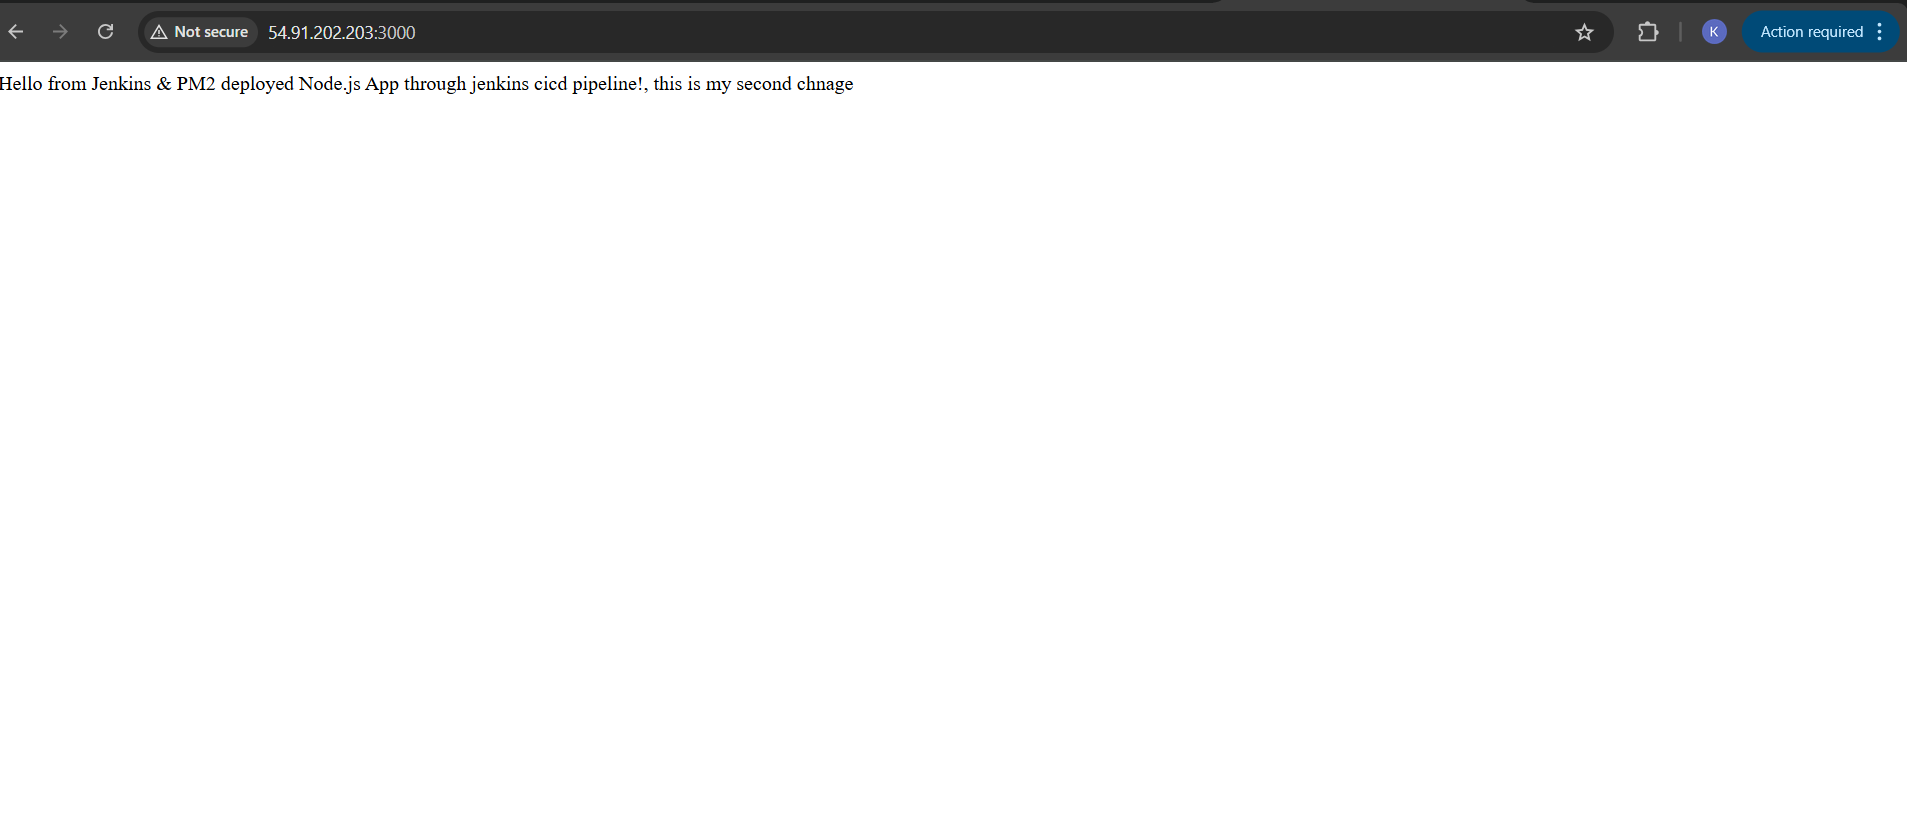 Not secure 54.91.202.203:3000 K Action required
Hello from Jenkins & PM2 deployed Node.js App through jenkins cicd pipeline!, this is my second chnage